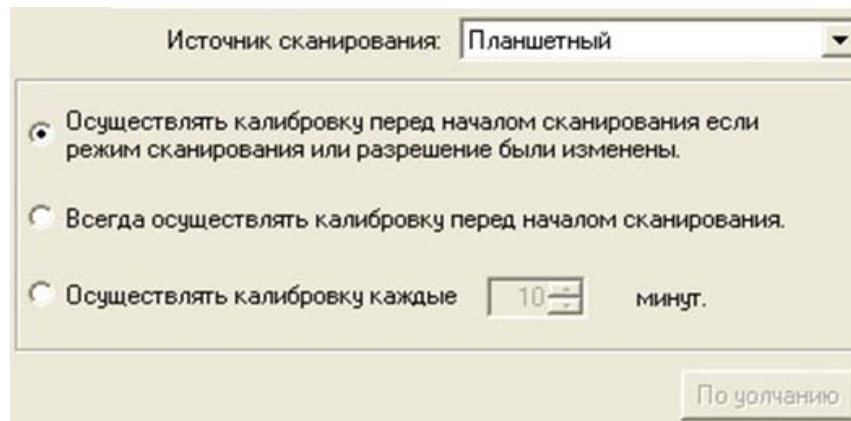 Источник сканирования: Планшетный
Осуществлять калибровку перед началом сканирования если
режим сканирования или разрешение были изменены.
Всегда осуществлять калибровку перед началом сканирования.
Осуществлять калибровку каждые 10 минут.
По уолчанию